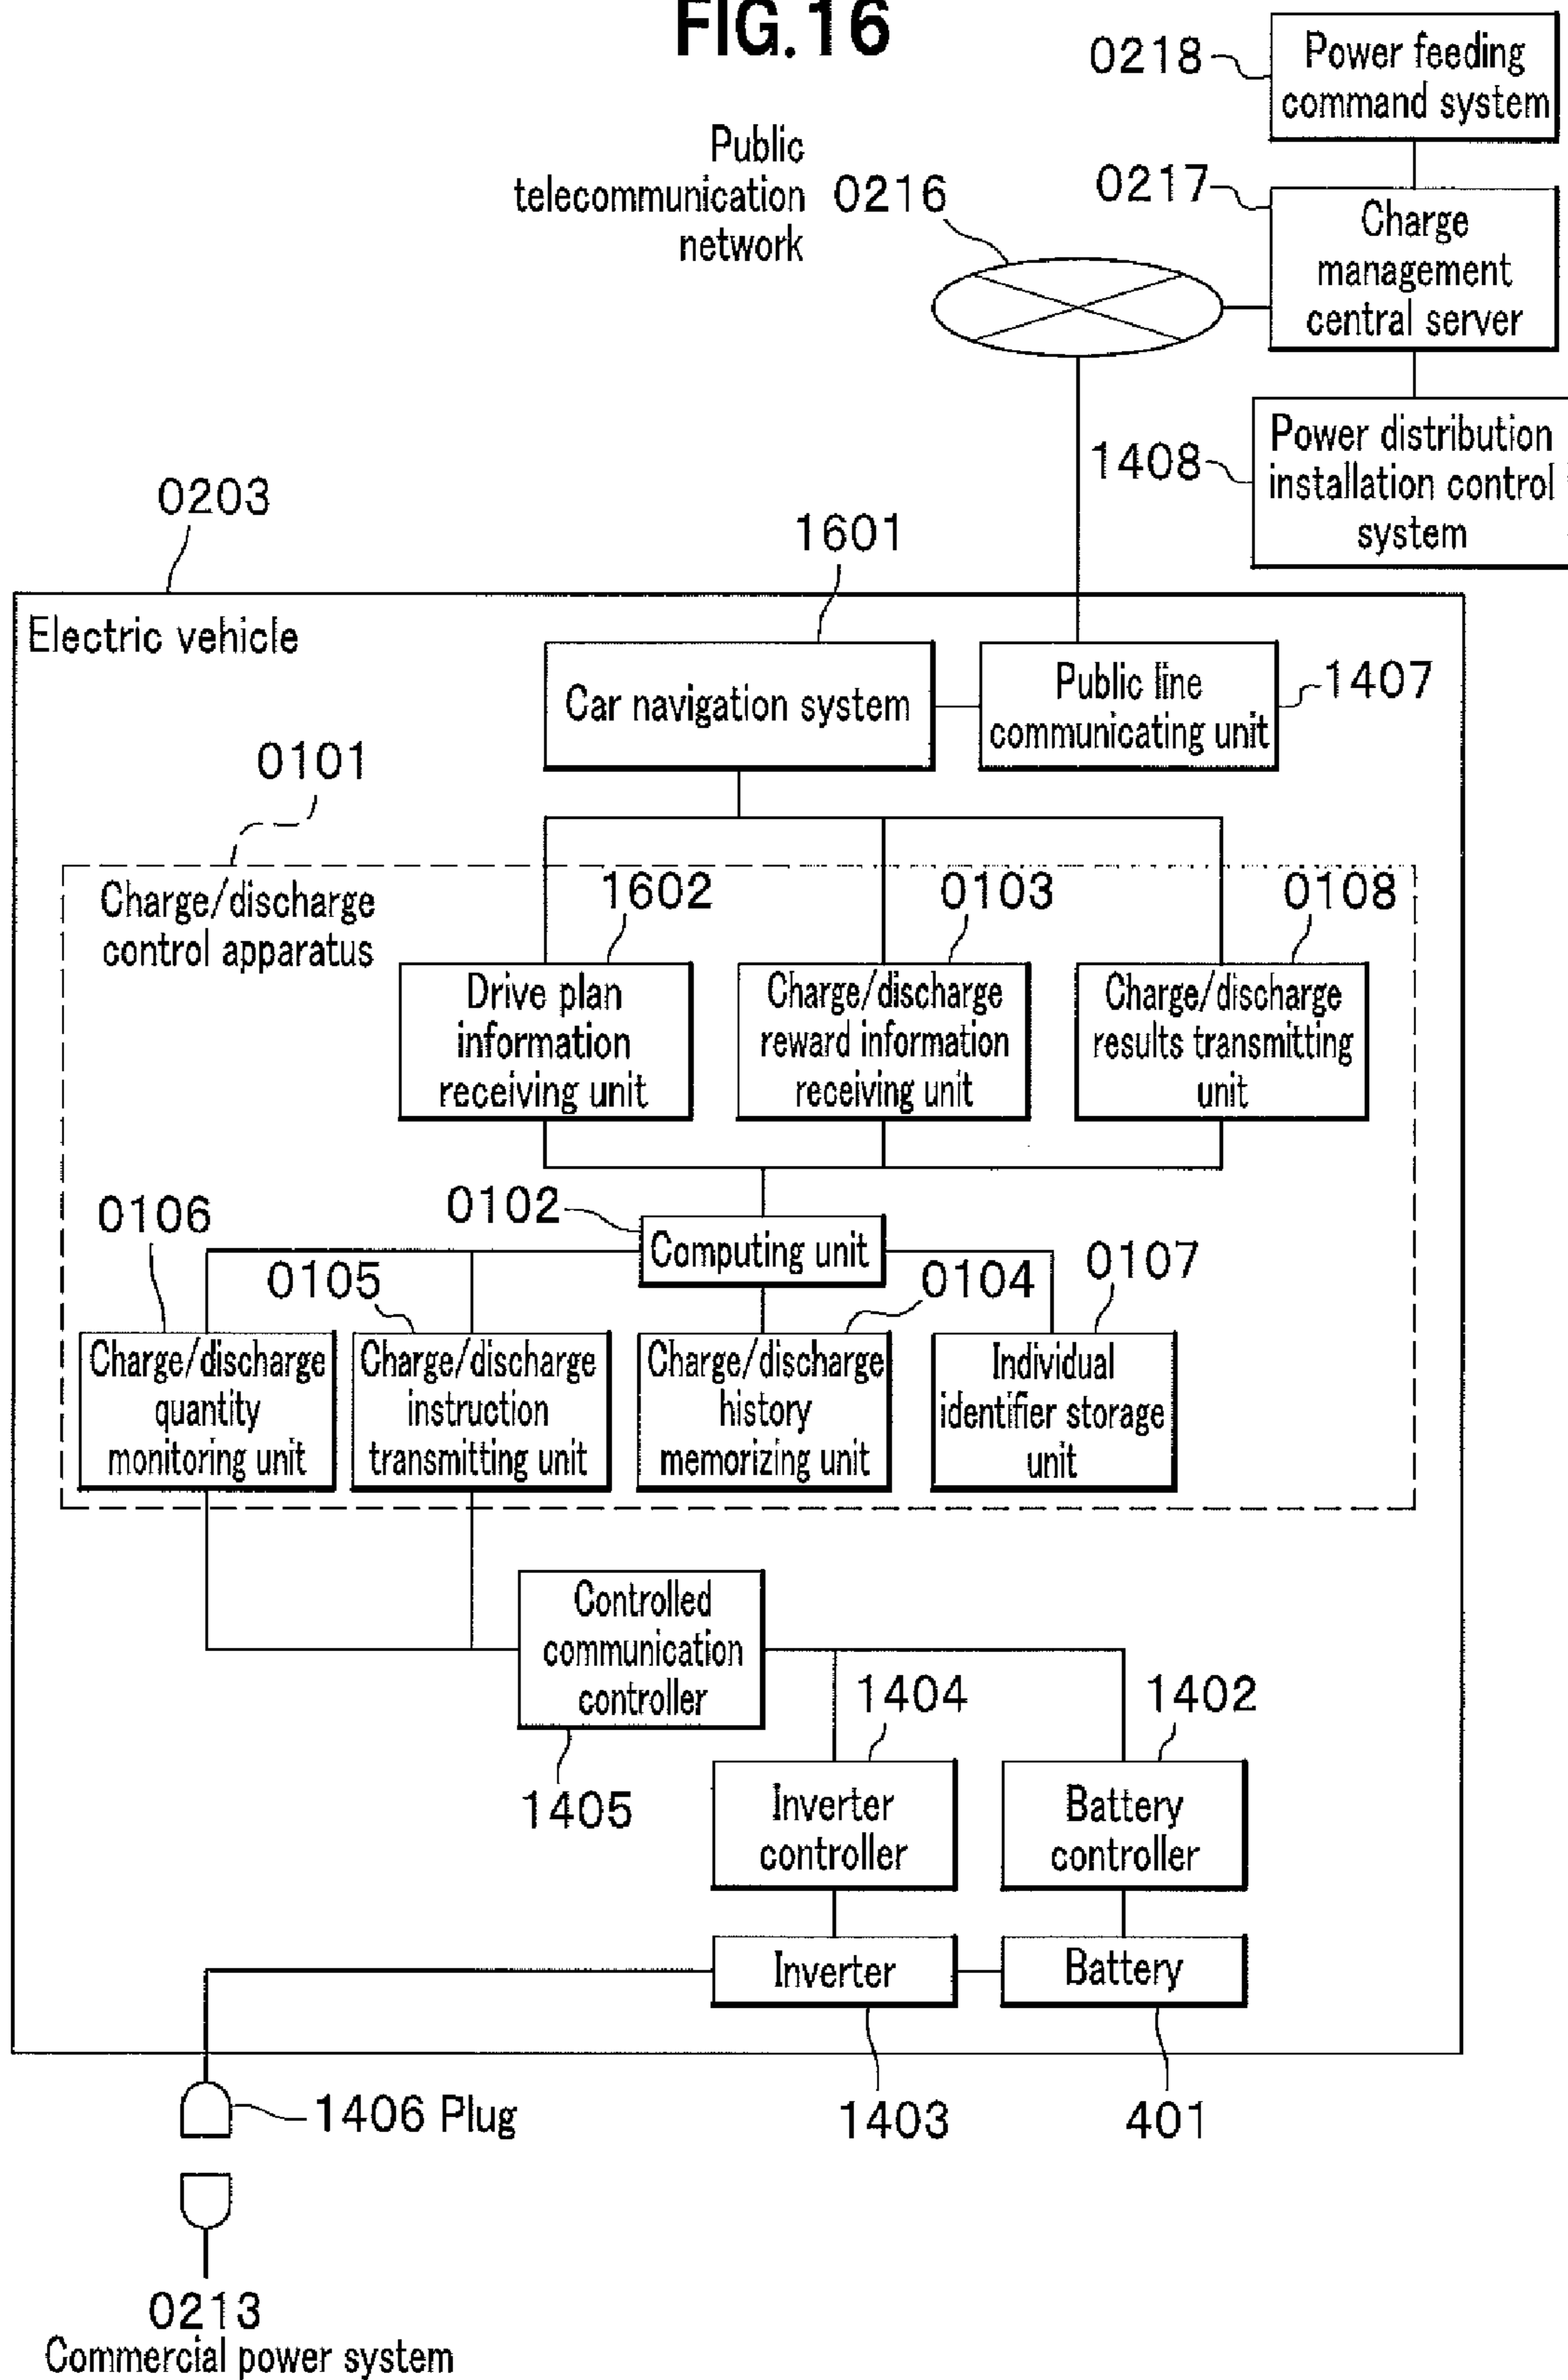 FIG.16
0218
Power feeding
command system
Public
telecommunication
network
0216
0217
Charge
management
central server
1408
Power distribution
installation control
system
0203
1601
Electric vehicle
Car navigation system
Public line
communicating unit
1407
0101
Charge/discharge
control apparatus
1602
0103
0108
Drive plan
information
receiving unit
Charge/discharge
reward information
receiving unit
Charge/discharge
results transmitting
unit
0102
Computing unit
0106
0105
0104
0107
Charge/discharge
quantity
monitoring unit
Charge/discharge
instruction
transmitting unit
Charge/discharge
history
memorizing unit
Individual
identifier storage
unit
Controlled
communication
controller
1405
1404
1402
Inverter
controller
Battery
controller
Inverter
Battery
1403
401
1406 Plug
0213
Commercial power system